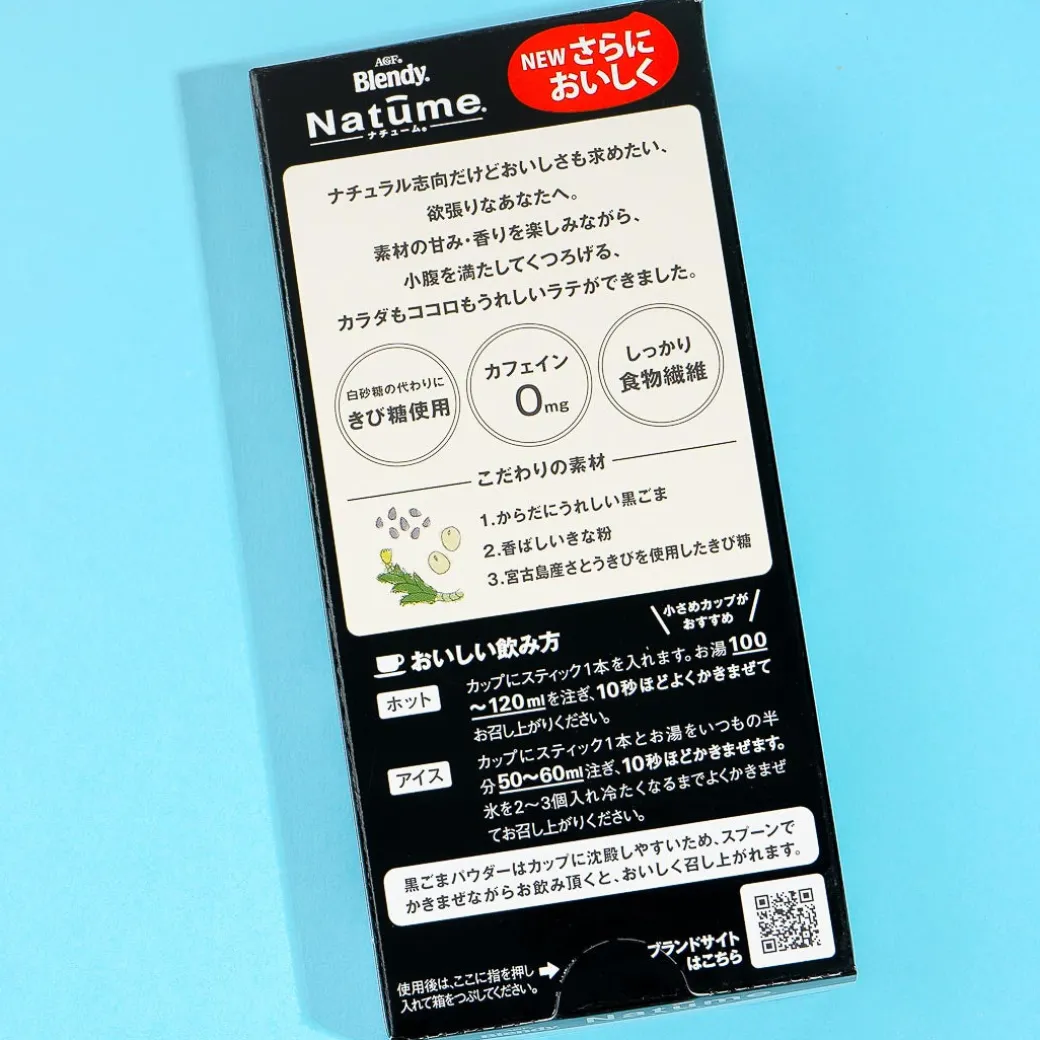 AGF®
Blendy®
Natūme®
ナチューム®
NEW さらに
おいしく
ナチュラル志向だけどおいしさも求めたい、
欲張りなあなたへ。
素材の甘み・香りを楽しみながら、
小腹を満たしてくつろげる、
カラダもココロもうれしいラテができました。
白砂糖の代わりに
きび糖使用
カフェイン
0mg
しっかり
食物繊維
こだわりの素材
1.からだにうれしい黒ごま
2.香ばしいきな粉
3.宮古島産さとうきびを使用したきび糖
おいしい飲み方
小さめカップが
おすすめ
ホット
カップにスティック1本を入れます。お湯100
～120mlを注ぎ、10秒ほどよくかきまぜて
お召し上がりください。
アイス
カップにスティック1本とお湯をいつもの半
分50～60ml注ぎ、10秒ほどかきまぜます。
氷を2～3個入れ冷たくなるまでよくかきまぜ
てお召し上がりください。
黒ごまパウダーはカップに沈殿しやすいため、スプーンで
かきまぜながらお飲み頂くと、おいしく召し上がれます。
ブランドサイト
はこちら
使用後は、ここに指を押し
入れて箱をつぶしてください。
Blendy
Natume